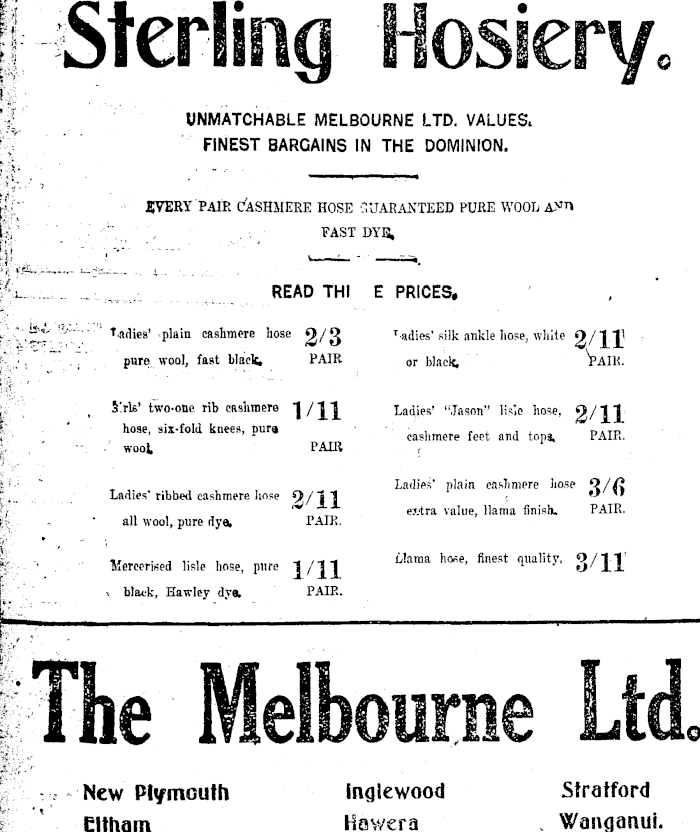 Sterling Hosiery.
UNMATCHABLE MELBOURNE LTD. VALUES.
FINEST BARGAINS IN THE DOMINION.
EVERY PAIR CASHMERE HOSE GUARANTEED PURE WOOL AND
FAST DYE.
READ THE PRICES.
Ladies' plain cashmere hose 2/3
pure wool, fast black. PAIR
Girls' two-one rib cashmere 1/11
hose, six-fold knees, pure
wool. PAIR
Ladies' ribbed cashmere hose 2/11
all wool, pure dye. PAIR.
Mercerised lisle hose, pure 1/11
black, Hawley dye. PAIR.
Ladies' silk ankle hose, white 2/11
or black. PAIR.
Ladies' "Jason" lisle hose, 2/11
cashmere feet and tops. PAIR.
Ladies' plain cashmere hose 3/6
extra value, llama finish. PAIR.
Llama hose, finest quality, 3/11
The Melbourne Ltd.
New Plymouth Inglewood Stratford
Eltham Hawera Wanganui.